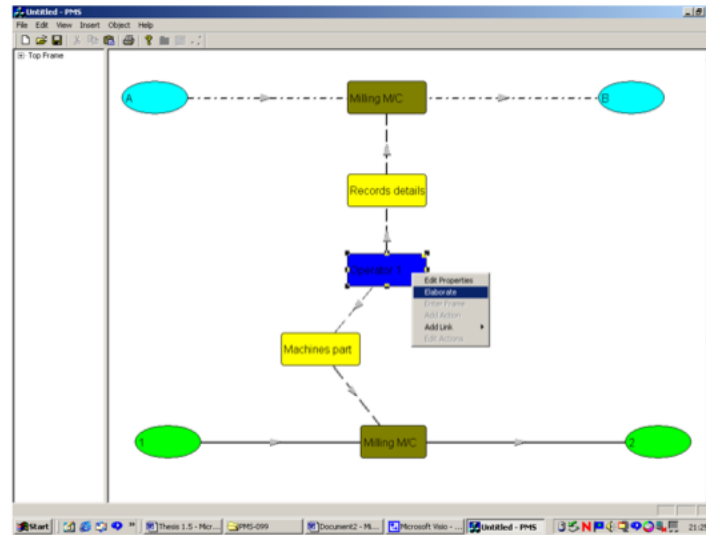 Untitled - PMS
File Edit View Insert Object Help
Top Frame
A
Milling M/C
B
Records details
Operator 1
Edit Properties
Elaborate
Enter Frame
Add Action
Add Link
Edit Actions
Machines part
1
Milling M/C
2
Start
Thesis 1.5 - Micr...
PMS-099
Document2 - Mi...
Microsoft Visio - ...
Untitled - PMS